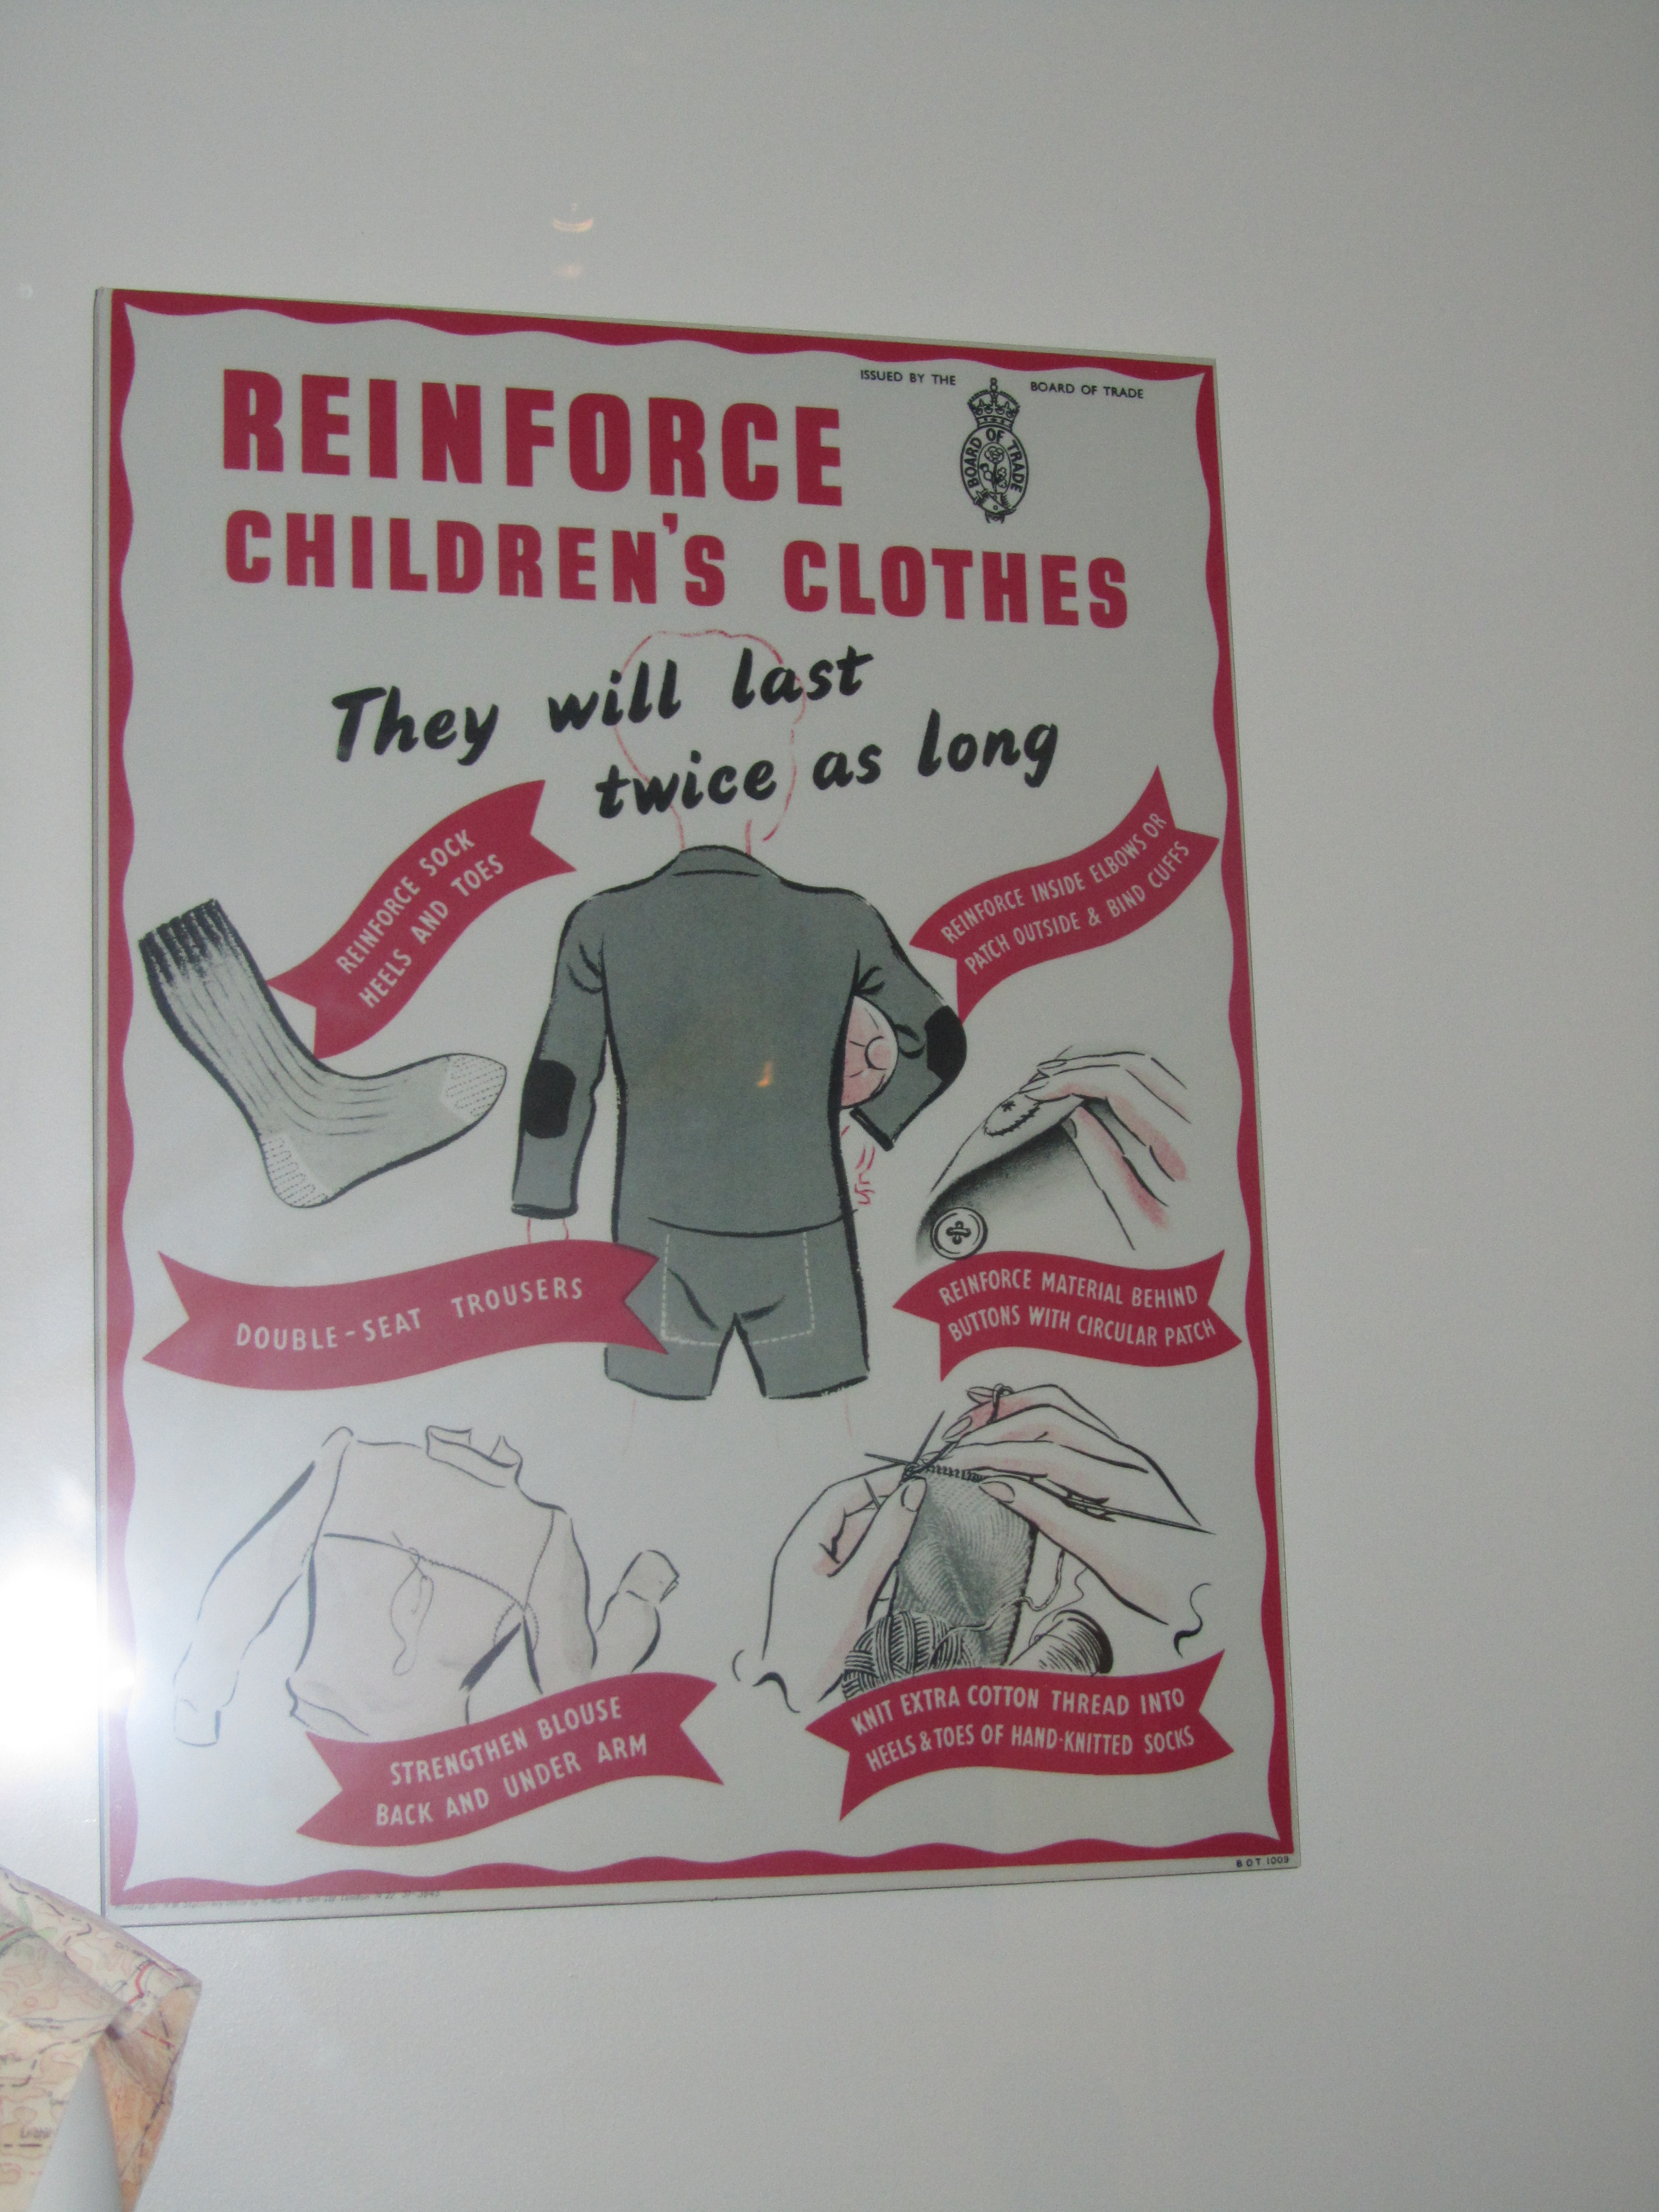 ISSUED BY THE BOARD OF TRADE
BOARD OF TRADE
REINFORCE
CHILDREN'S CLOTHES
They will last
twice as long
REINFORCE SOCK
HEELS AND TOES
REINFORCE INSIDE ELBOWS OR
PATCH OUTSIDE & BIND CUFFS
DOUBLE-SEAT TROUSERS
REINFORCE MATERIAL BEHIND
BUTTONS WITH CIRCULAR PATCH
STRENGTHEN BLOUSE
BACK AND UNDER ARM
KNIT EXTRA COTTON THREAD INTO
HEELS & TOES OF HAND-KNITTED SOCKS
BOT 1009